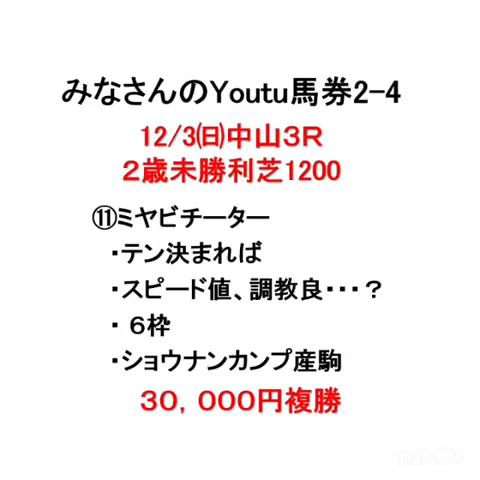 みなさんのYoutu馬券2-4
12/3㈰中山３Ｒ
２歳未勝利芝1200
⑪ミヤビチーター
・テン決まれば
・スピード値、調教良・・・？
・６枠
・ショウナンカンプ産駒
３０，０００円複勝